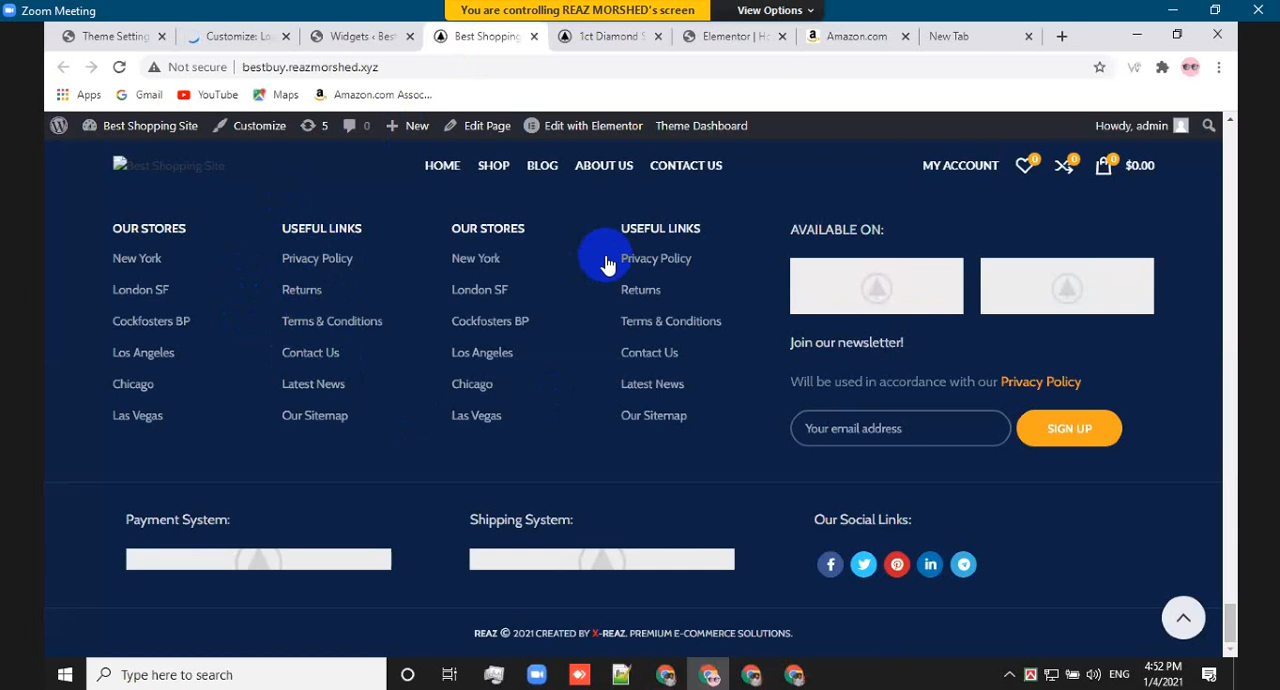 Zoom Meeting
You are controlling REAZ MORSHED's screen
View Options
Theme Setting
Customize: Lo
Widgets ‹ Best
Best Shopping
1ct Diamond S
Elementor | H
Amazon.com
New Tab
Not secure
bestbuy.reazmorshed.xyz
Apps
Gmail
YouTube
Maps
Amazon.com Assoc...
Best Shopping Site
Customize
5
0
New
Edit Page
Edit with Elementor
Theme Dashboard
Howdy, admin
Best Shopping Site
HOME
SHOP
BLOG
ABOUT US
CONTACT US
MY ACCOUNT
0
0
0
$0.00
OUR STORES
New York
London SF
Cockfosters BP
Los Angeles
Chicago
Las Vegas
USEFUL LINKS
Privacy Policy
Returns
Terms & Conditions
Contact Us
Latest News
Our Sitemap
OUR STORES
New York
London SF
Cockfosters BP
Los Angeles
Chicago
Las Vegas
USEFUL LINKS
Privacy Policy
Returns
Terms & Conditions
Contact Us
Latest News
Our Sitemap
AVAILABLE ON:
Join our newsletter!
Will be used in accordance with our Privacy Policy
Your email address
SIGN UP
Payment System:
Shipping System:
Our Social Links:
REAZ © 2021 CREATED BY X-REAZ. PREMIUM E-COMMERCE SOLUTIONS.
Type here to search
ENG
4:52 PM
1/4/2021